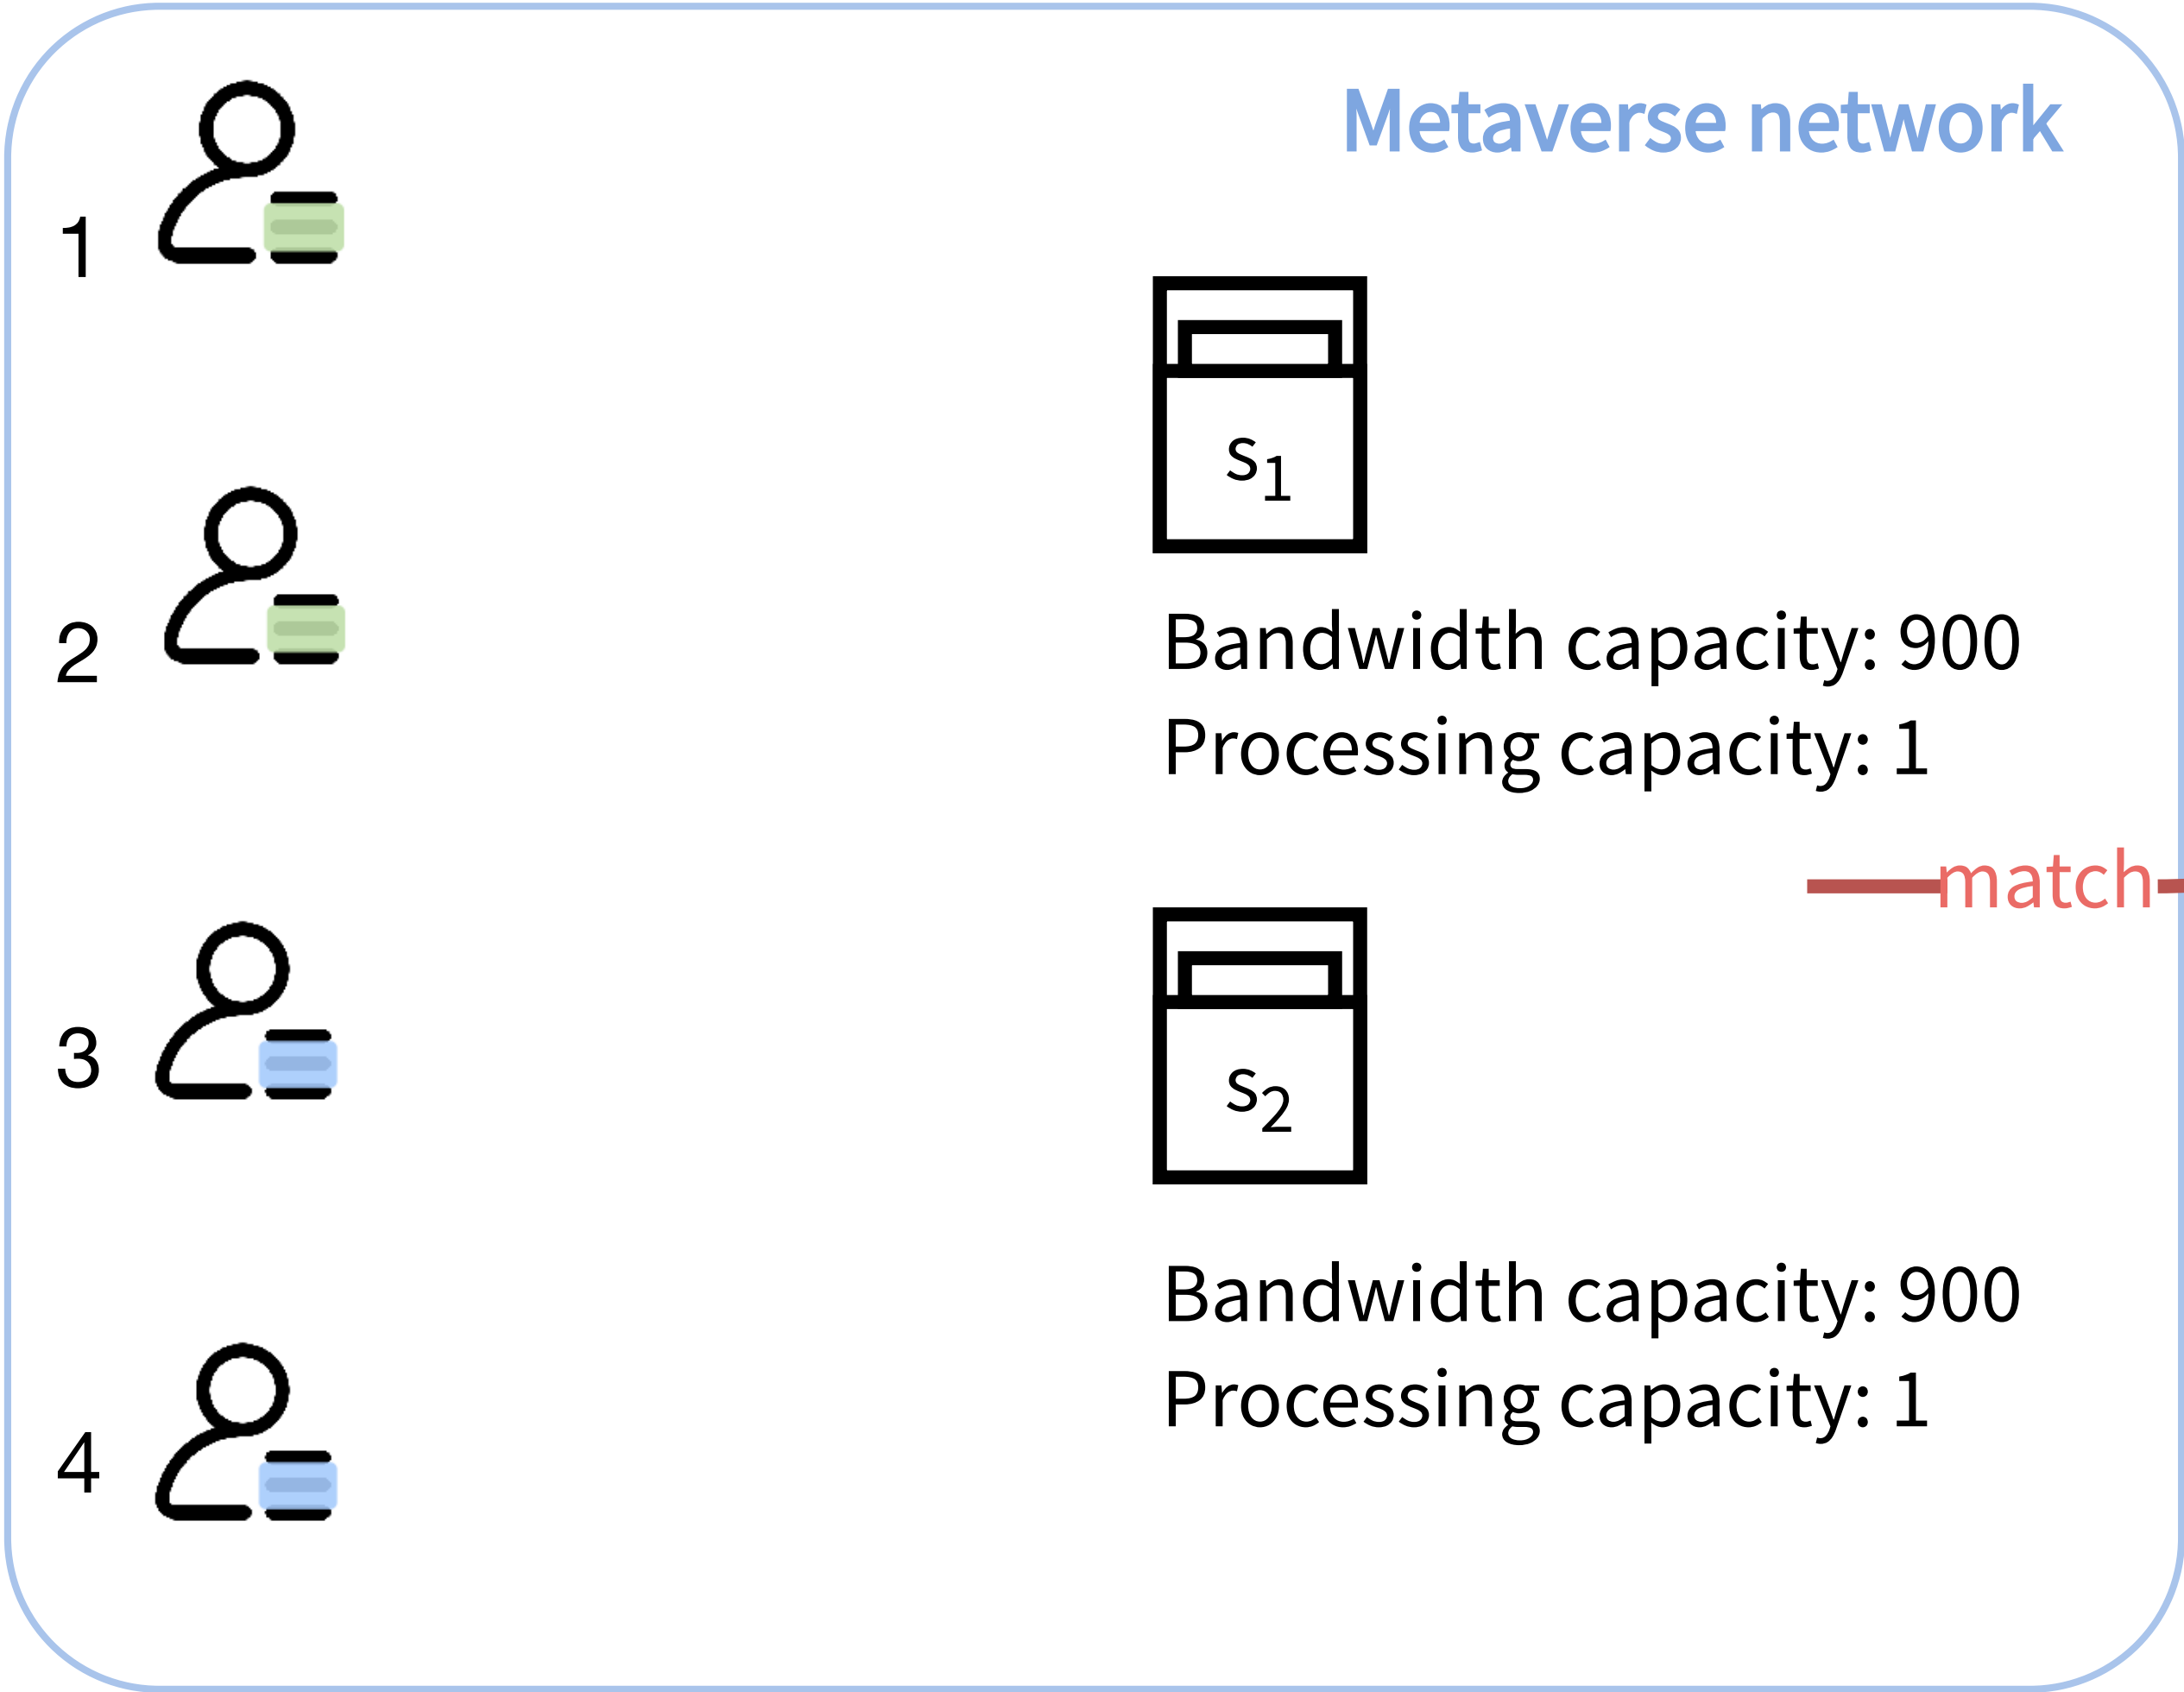 Metaverse network
1
S1
2
Bandwidth capacity: 900
Processing capacity: 1
match
3
S2
4
Bandwidth capacity: 900
Processing capacity: 1